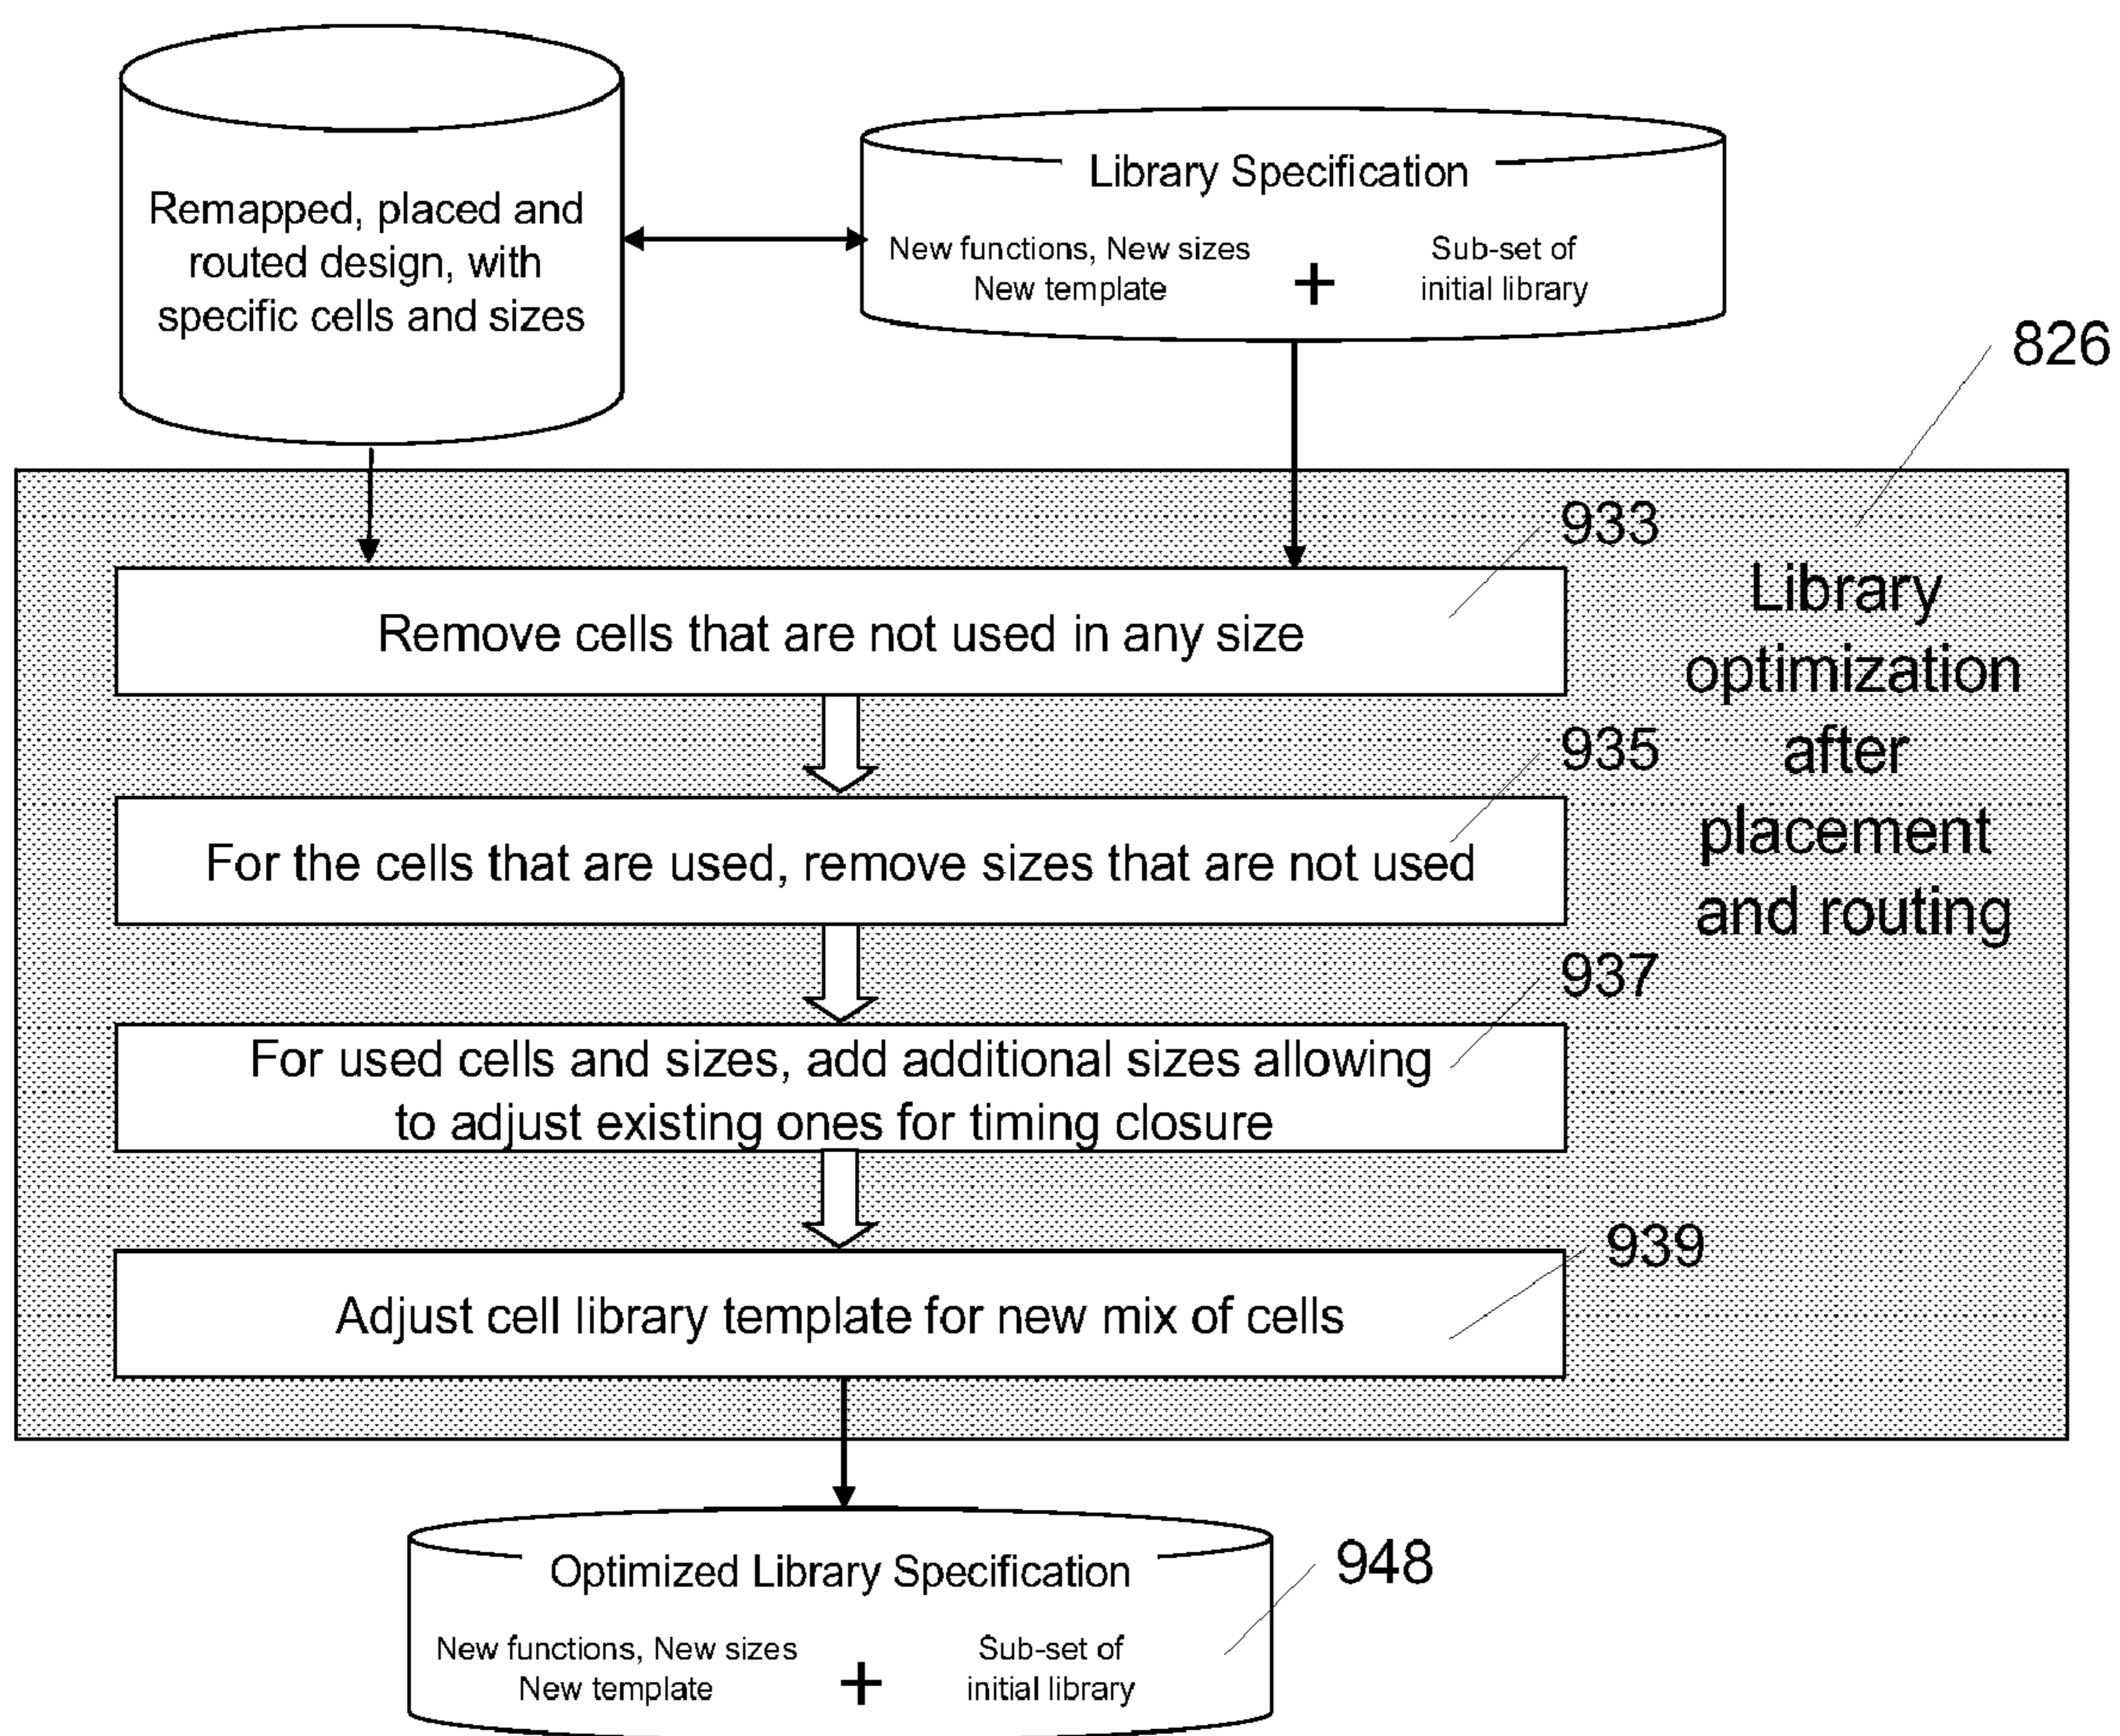 Remapped, placed and
routed design, with
specific cells and sizes
Library Specification
New functions, New sizes
New template
+
Sub-set of
initial library
826
933
Remove cells that are not used in any size
Library
optimization
after
placement
and routing
935
For the cells that are used, remove sizes that are not used
937
For used cells and sizes, add additional sizes allowing
to adjust existing ones for timing closure
939
Adjust cell library template for new mix of cells
Optimized Library Specification
948
New functions, New sizes
New template
+
Sub-set of
initial library